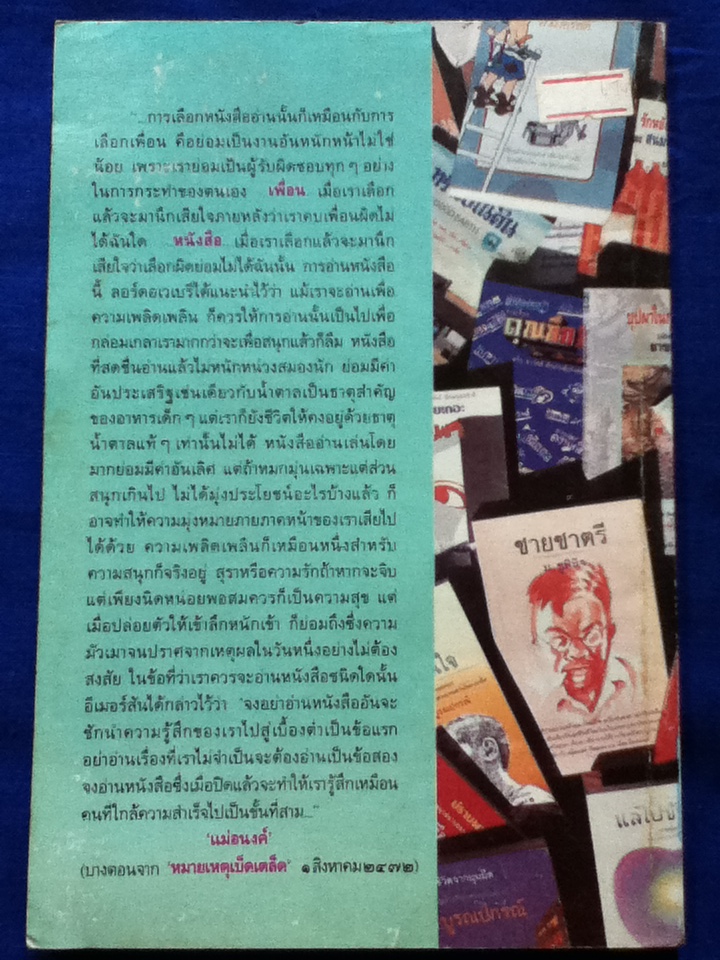 "...การเลือกหนังสืออ่านนั้นก็เหมือนกับการ
เลือกเพื่อน คือย่อมเป็นงานอันหนักหน้าไม่ใช่
น้อย เพราะเราย่อมเป็นผู้รับผิดชอบทุกๆ อย่าง
ในการกระทำของตนเอง เพื่อน เมื่อเราเลือก
แล้วจะมานึกเสียใจภายหลังว่าเราคบเพื่อนผิดไม่
ได้ฉันใด หนังสือ เมื่อเราเลือกแล้วจะมานึก
เสียใจว่าเลือกผิดย่อมไม่ได้ฉันนั้น การอ่านหนังสือ
นี้ ลอร์ดอเวเบรีได้แนะนำไว้ว่า แม้เราจะอ่านเพื่อ
ความเพลิดเพลิน ก็ควรให้การอ่านนั้นเป็นไปเพื่อ
กล่อมเกลาเรามากกว่าจะเพื่อสนุกแล้วก็ลืม หนังสือ
ที่สดชื่นอ่านแล้วไม่หนักหน่วงสมองนัก ย่อมมีค่า
อันประเสริฐเช่นเดียวกับน้ำตาลเป็นธาตุสำคัญ
ของอาหารเด็กๆ แต่เราก็ยังชีวิตให้คงอยู่ด้วยธาตุ
น้ำตาลแท้ๆ เท่านั้นไม่ได้ หนังสืออ่านเล่นโดย
มากย่อมมีค่าอันเลิศ แต่ถ้าหมกมุ่นเฉพาะแต่ส่วน
สนุกเกินไป ไม่ได้มุ่งประโยชน์อะไรบ้างแล้ว ก็
อาจทำให้ความมุ่งหมายภายภาคหน้าของเราเสียไป
ได้ด้วย ความเพลิดเพลินก็เหมือนหนึ่งสำหรับ
ความสนุกก็จริงอยู่ สุราหรือความรักถ้าหากจะจิบ
แต่เพียงนิดหน่อยพอสมควรก็เป็นความสุข แต่
เมื่อปล่อยตัวให้เข้าลึกหนักเข้า ก็ย่อมถึงซึ่งความ
มัวเมาจนปราศจากเหตุผลในวันหนึ่งอย่างไม่ต้อง
สงสัย ในข้อที่ว่าเราควรจะอ่านหนังสือชนิดใดนั้น
อีเมอร์สันได้กล่าวไว้ว่า 'จงอย่าอ่านหนังสืออันจะ
ชักนำความรู้สึกของเราไปสู่เบื้องต่ำเป็นข้อแรก
อย่าอ่านเรื่องที่เราไม่จำเป็นจะต้องอ่านเป็นข้อสอง
จงอ่านหนังสือซึ่งเมื่อปิดแล้วจะทำให้เรารู้สึกเหมือน
คนที่ใกล้ความสำเร็จไปเป็นชั้นที่สาม...'"
'แม่อนงค์'
(บางตอนจาก 'หมายเหตุเบ็ดเตล็ด' ๑ สิงหาคม ๒๔๗๒)
ชายชาตรี